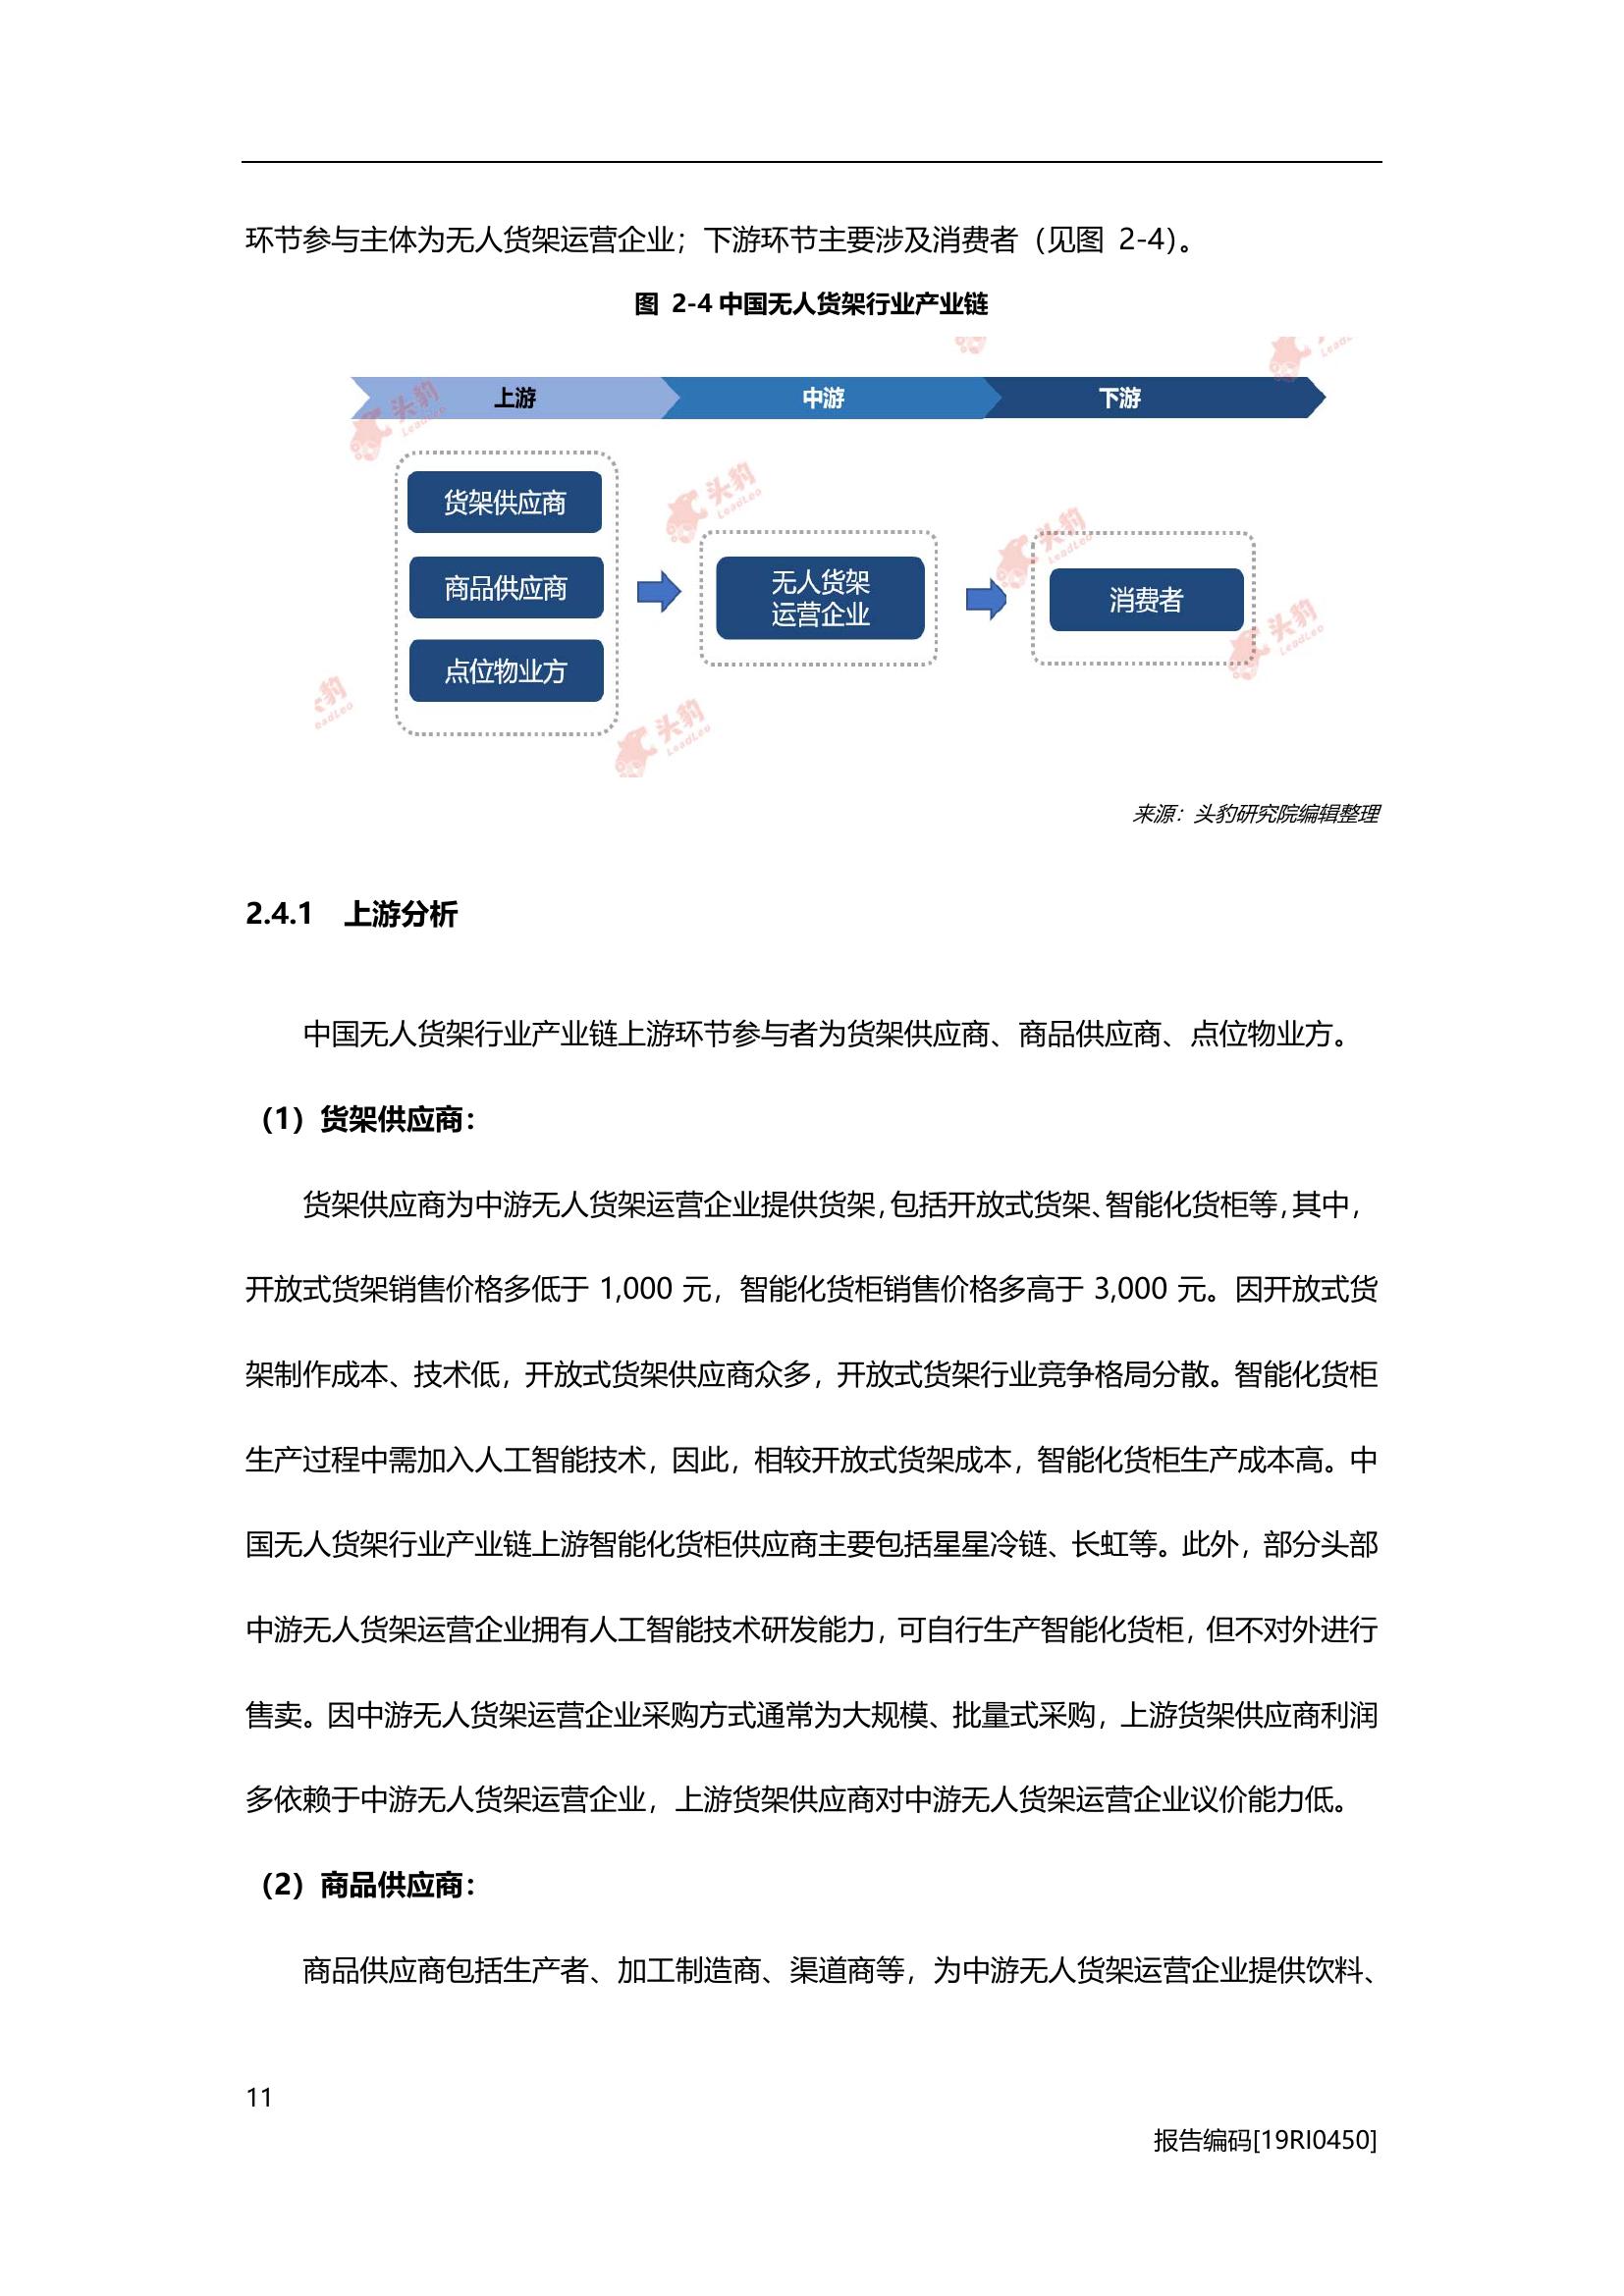 环节参与主体为无人货架运营企业；下游环节主要涉及消费者（见图 2-4）。
图 2-4 中国无人货架行业产业链
上游
中游
下游
头豹
LeadLeo
货架供应商
商品供应商
点位物业方
无人货架
运营企业
消费者
来源：头豹研究院编辑整理
2.4.1 上游分析
中国无人货架行业产业链上游环节参与者为货架供应商、商品供应商、点位物业方。
（1）货架供应商：
货架供应商为中游无人货架运营企业提供货架，包括开放式货架、智能化货柜等，其中，
开放式货架销售价格多低于 1,000 元，智能化货柜销售价格多高于 3,000 元。因开放式货
架制作成本、技术低，开放式货架供应商众多，开放式货架行业竞争格局分散。智能化货柜
生产过程中需加入人工智能技术，因此，相较开放式货架成本，智能化货柜生产成本高。中
国无人货架行业产业链上游智能化货柜供应商主要包括星星冷链、长虹等。此外，部分头部
中游无人货架运营企业拥有人工智能技术研发能力，可自行生产智能化货柜，但不对外进行
售卖。因中游无人货架运营企业采购方式通常为大规模、批量式采购，上游货架供应商利润
多依赖于中游无人货架运营企业，上游货架供应商对中游无人货架运营企业议价能力低。
（2）商品供应商：
商品供应商包括生产者、加工制造商、渠道商等，为中游无人货架运营企业提供饮料、
11
报告编码[19RI0450]